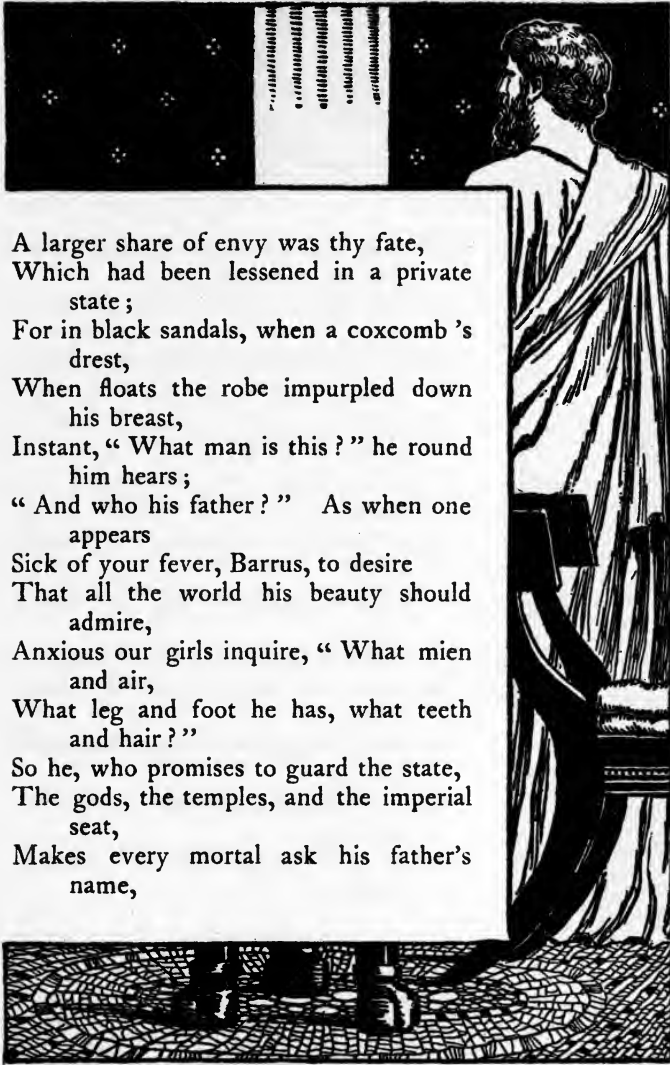 A larger share of envy was thy fate,
Which had been lessened in a private
state ;
For in black sandals, when a coxcomb 's
drest,
When floats the robe impurpled down
his breast,
Instant, “ What man is this ? ” he round
him hears ;
“ And who his father ? ” As when one
appears
Sick of your fever, Barrus, to desire
That all the world his beauty should
admire,
Anxious our girls inquire, “ What mien
and air,
What leg and foot he has, what teeth
and hair ? ”
So he, who promises to guard the state,
The gods, the temples, and the imperial
seat,
Makes every mortal ask his father's
name,